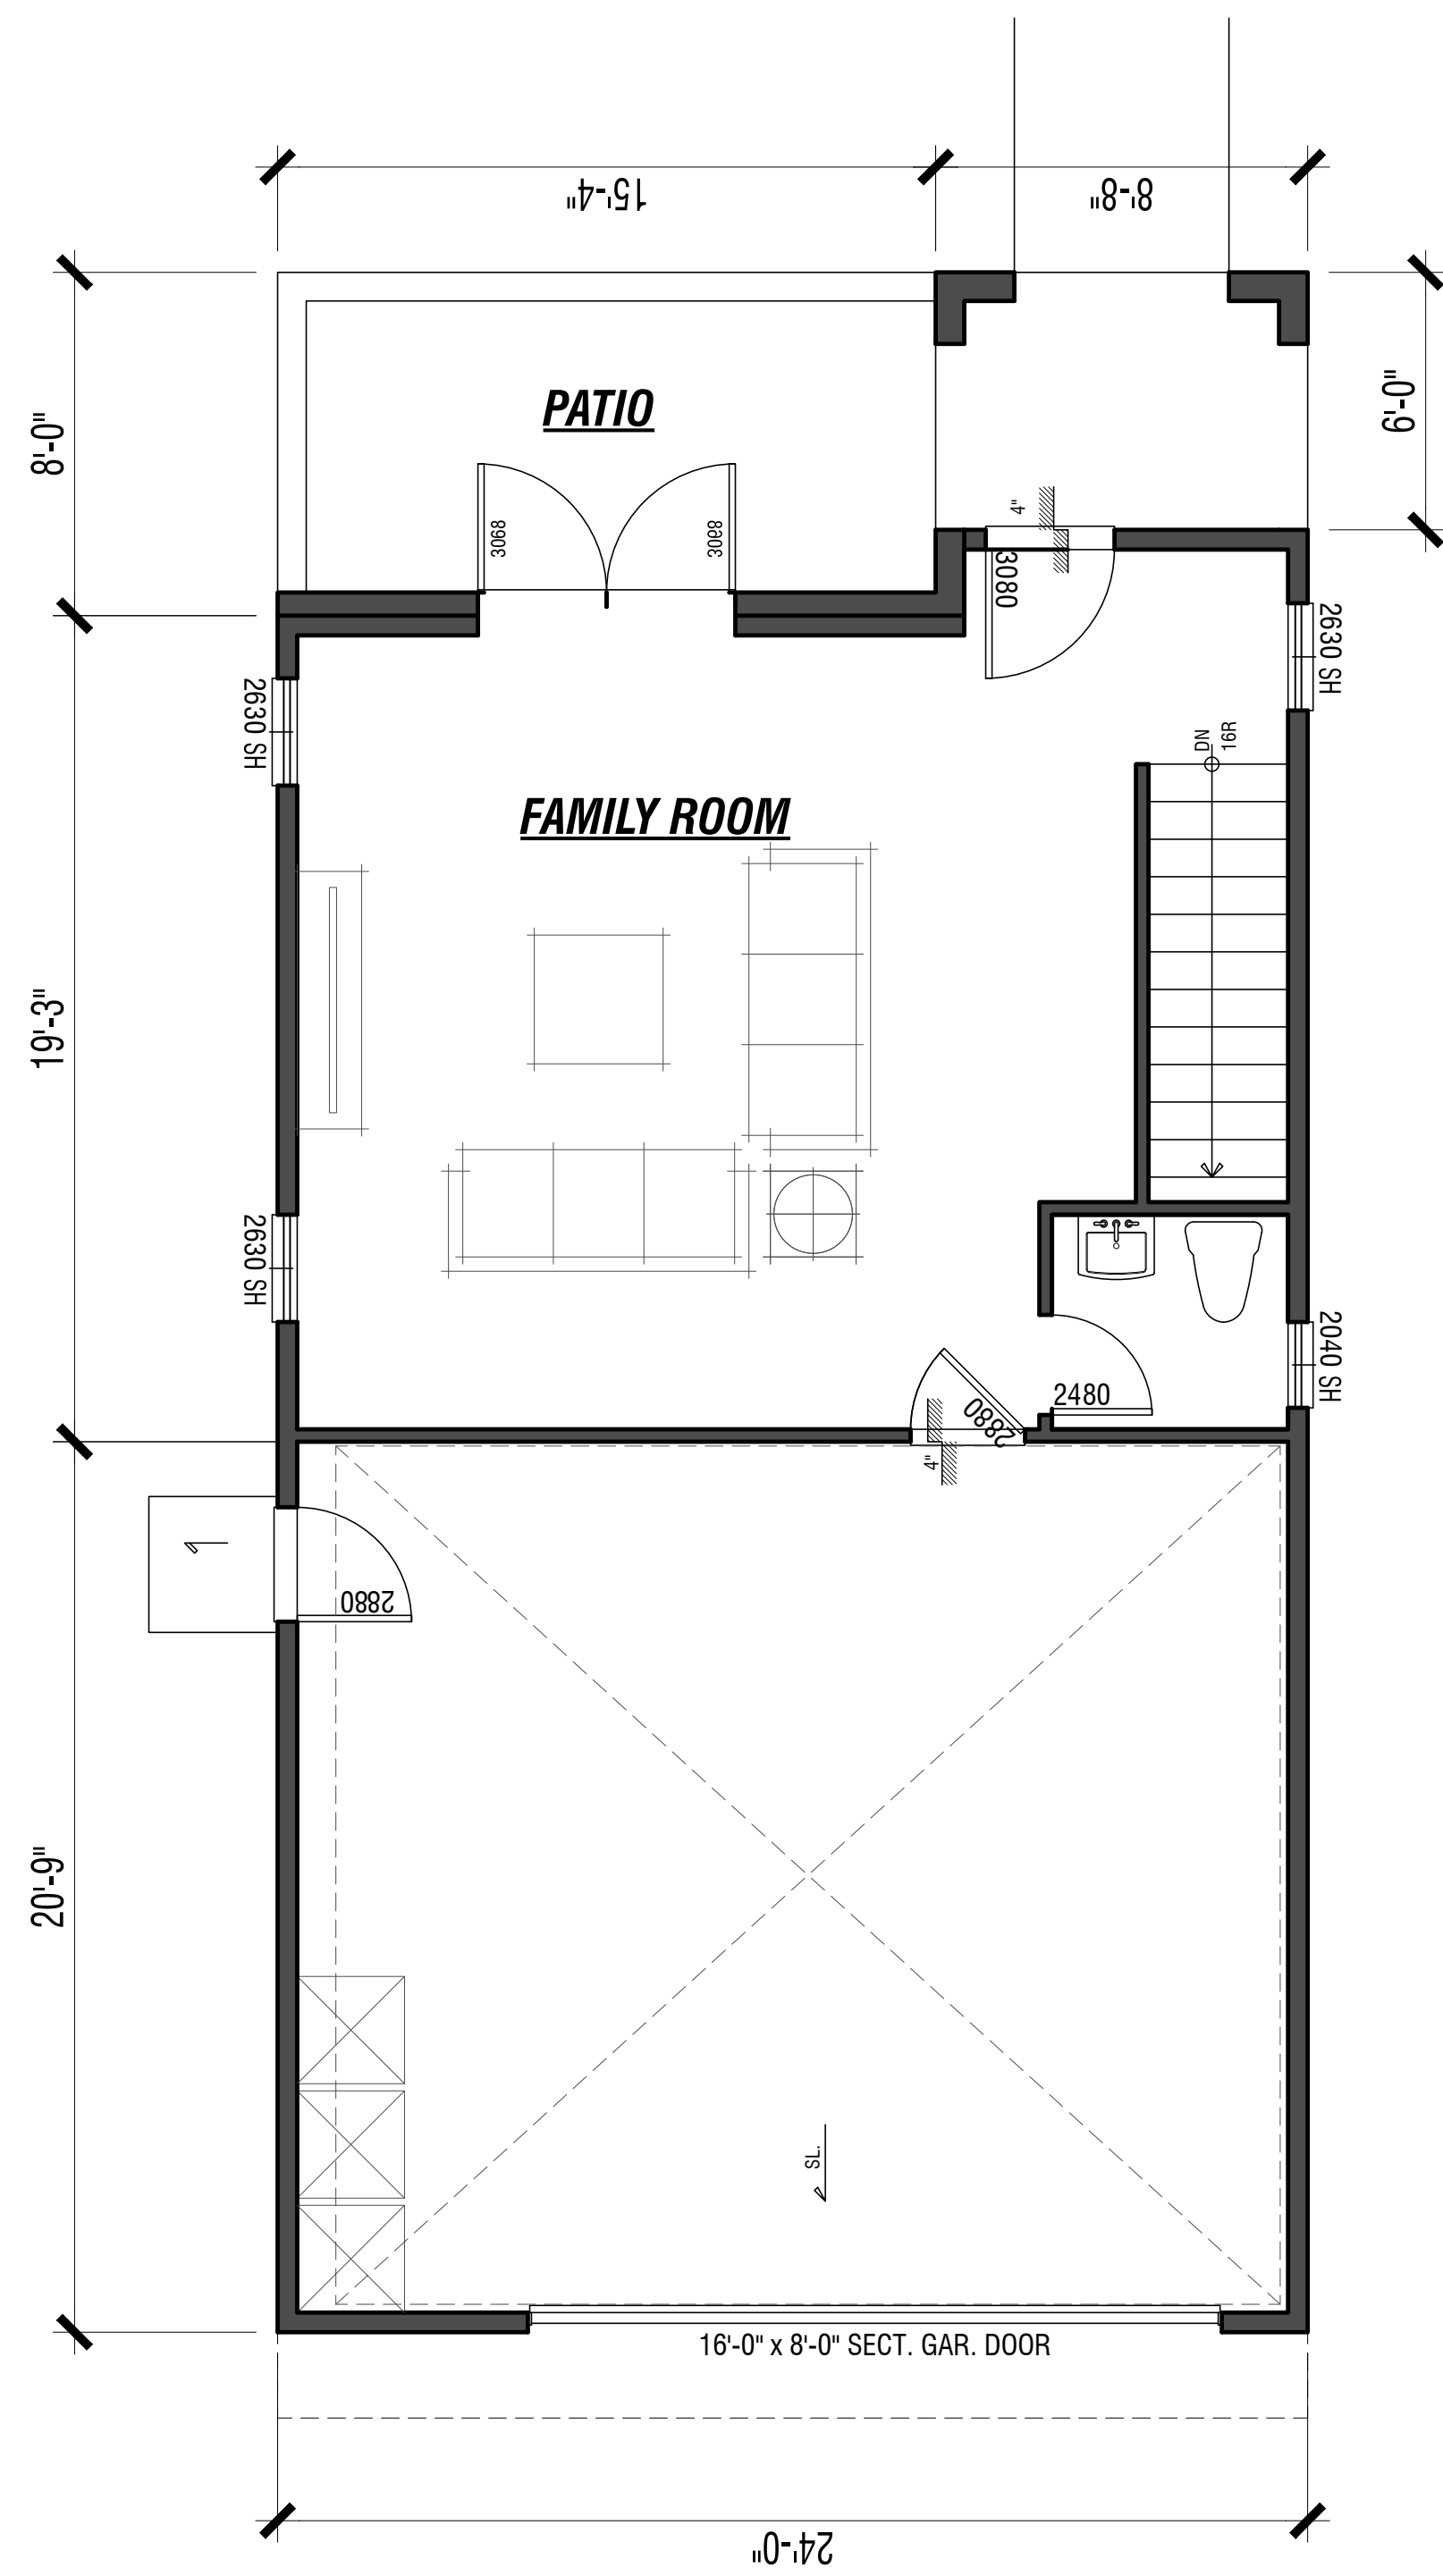 15'-4"
8'-8"
8'-0"
6'-0"
PATIO
4"
3068
3068
3080
2630 SH
2630 SH
DN
16R
FAMILY ROOM
19'-3"
2630 SH
2040 SH
2480
2880
4"
1
2880
20'-9"
SL.
16'-0" x 8'-0" SECT. GAR. DOOR
24'-0"